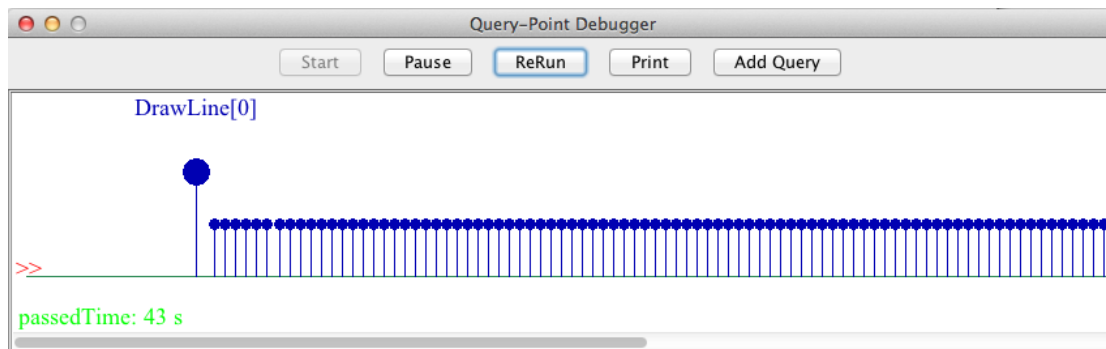 Query-Point Debugger
Start Pause ReRun Print Add Query
DrawLine[0]
>>
passedTime: 43 s